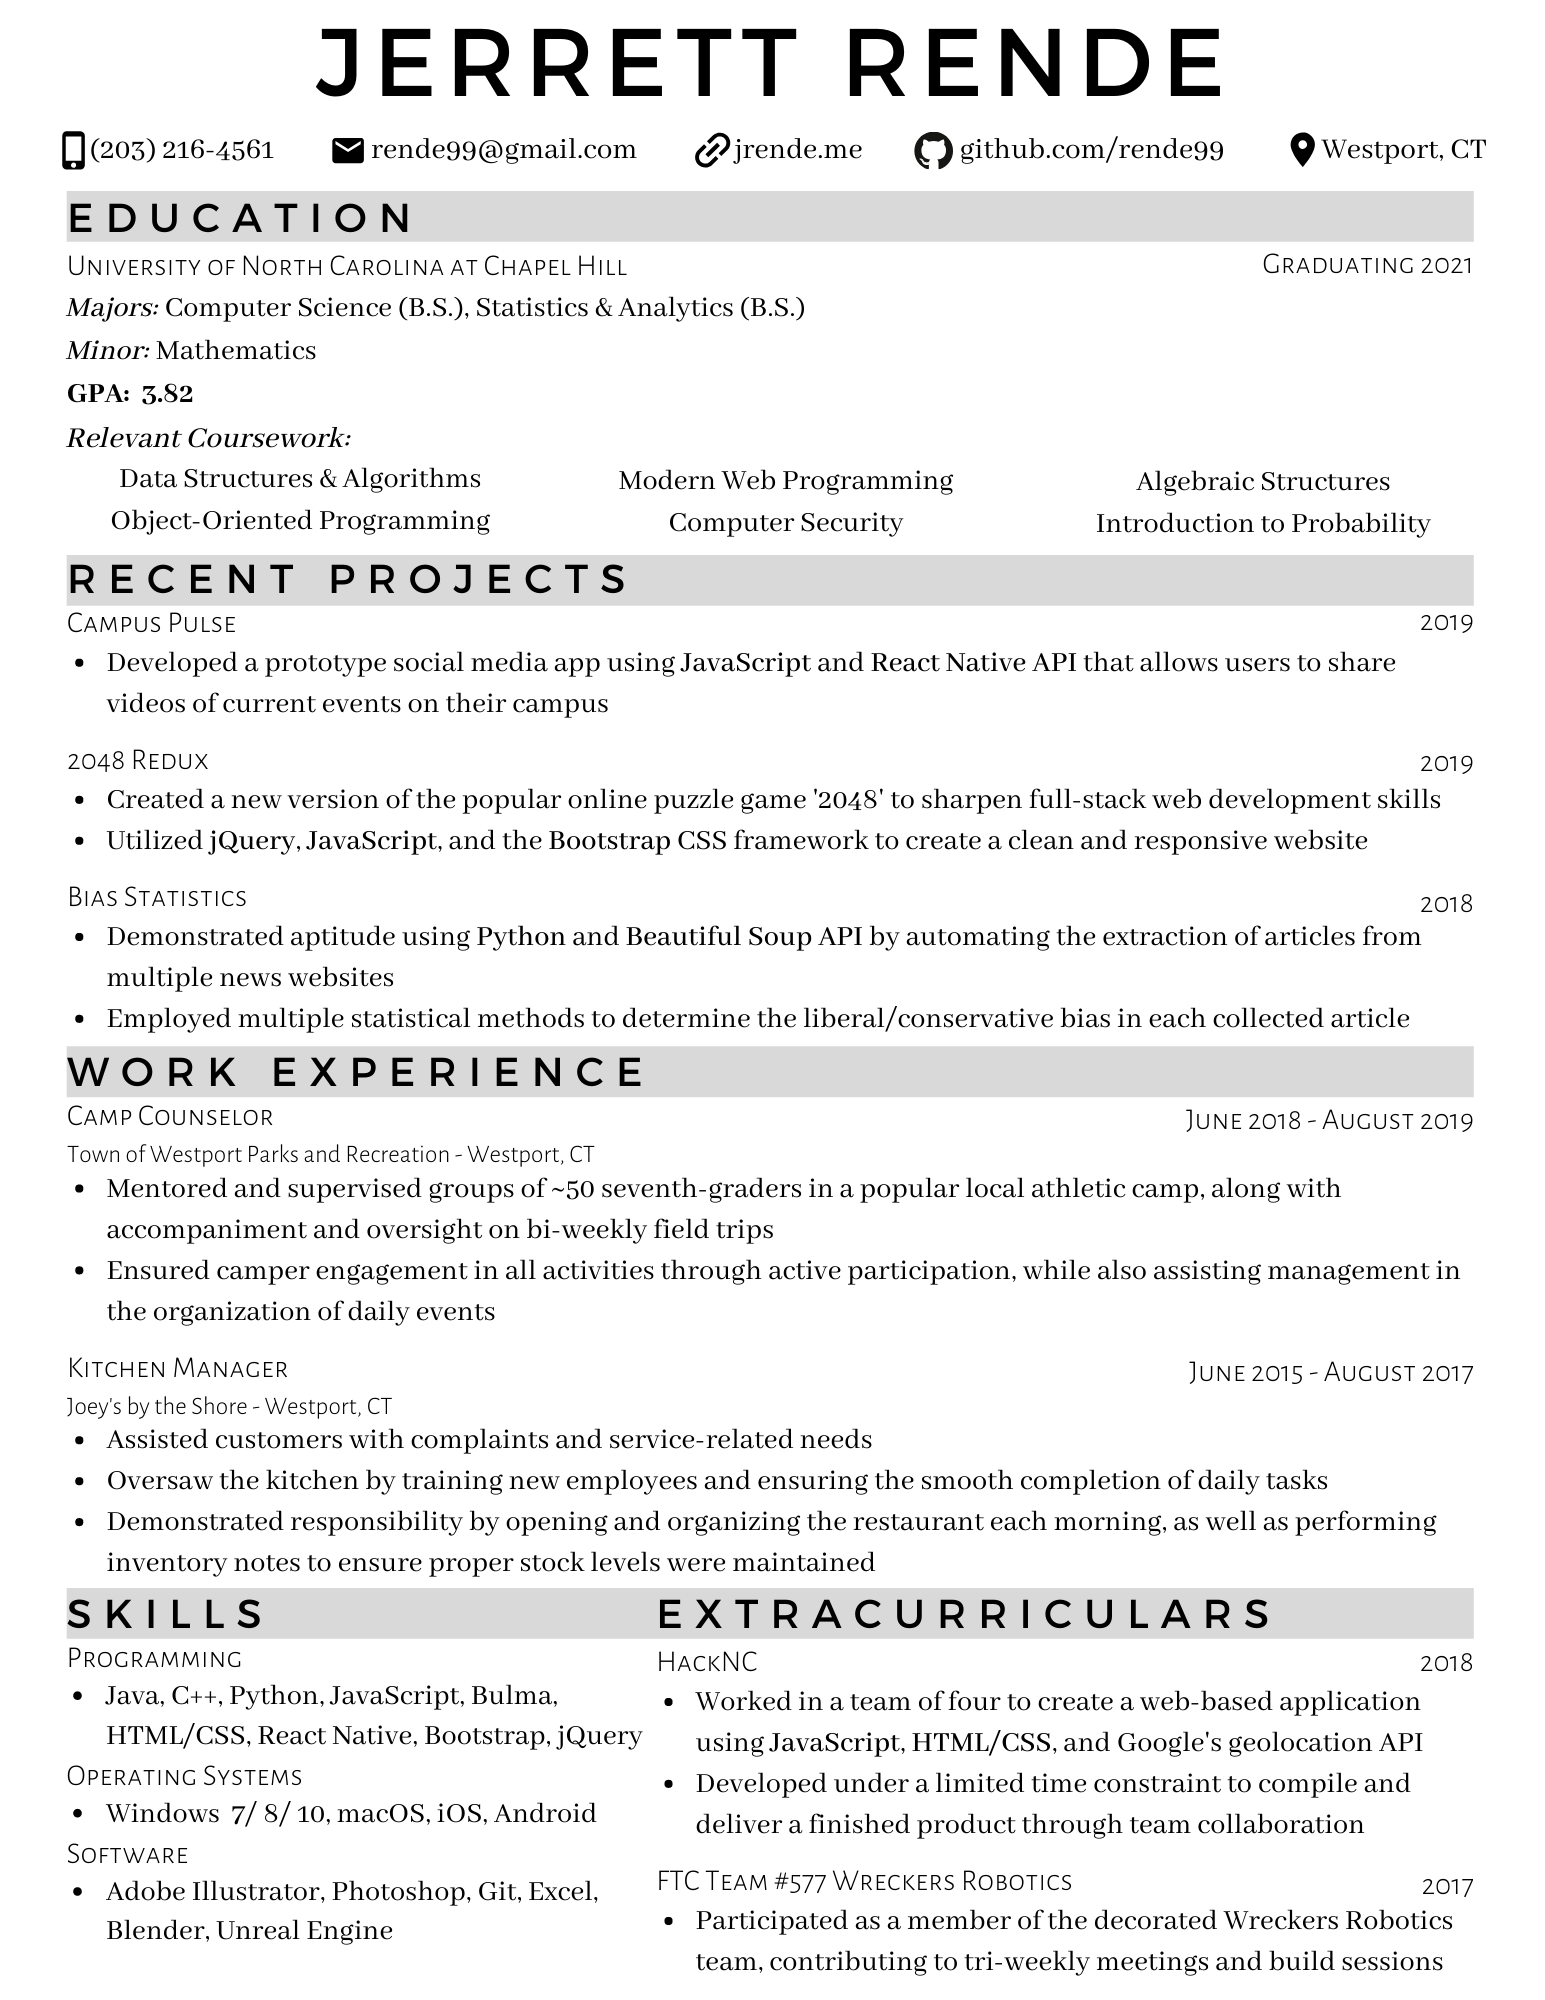 JERRETT RENDE
(203) 216-4561 rende99@gmail.com jrende.me github.com/rende99 Westport, CT
EDUCATION
University of North Carolina at Chapel Hill Graduating 2021
Majors: Computer Science (B.S.), Statistics & Analytics (B.S.)
Minor: Mathematics
GPA: 3.82
Relevant Coursework:
Data Structures & Algorithms Modern Web Programming Algebraic Structures
Object-Oriented Programming Computer Security Introduction to Probability
RECENT PROJECTS
Campus Pulse 2019
• Developed a prototype social media app using JavaScript and React Native API that allows users to share
videos of current events on their campus
2048 Redux 2019
• Created a new version of the popular online puzzle game '2048' to sharpen full-stack web development skills
• Utilized jQuery, JavaScript, and the Bootstrap CSS framework to create a clean and responsive website
Bias Statistics 2018
• Demonstrated aptitude using Python and Beautiful Soup API by automating the extraction of articles from
multiple news websites
• Employed multiple statistical methods to determine the liberal/conservative bias in each collected article
WORK EXPERIENCE
Camp Counselor June 2018 - August 2019
Town of Westport Parks and Recreation - Westport, CT
• Mentored and supervised groups of ~50 seventh-graders in a popular local athletic camp, along with
accompaniment and oversight on bi-weekly field trips
• Ensured camper engagement in all activities through active participation, while also assisting management in
the organization of daily events
Kitchen Manager June 2015 - August 2017
Joey's by the Shore - Westport, CT
• Assisted customers with complaints and service-related needs
• Oversaw the kitchen by training new employees and ensuring the smooth completion of daily tasks
• Demonstrated responsibility by opening and organizing the restaurant each morning, as well as performing
inventory notes to ensure proper stock levels were maintained
SKILLS
Programming
• Java, C++, Python, JavaScript, Bulma,
HTML/CSS, React Native, Bootstrap, jQuery
Operating Systems
• Windows 7/ 8/ 10, macOS, iOS, Android
Software
• Adobe Illustrator, Photoshop, Git, Excel,
Blender, Unreal Engine
EXTRACURRICULARS
HackNC 2018
• Worked in a team of four to create a web-based application
using JavaScript, HTML/CSS, and Google's geolocation API
• Developed under a limited time constraint to compile and
deliver a finished product through team collaboration
FTC Team #577 Wreckers Robotics 2017
• Participated as a member of the decorated Wreckers Robotics
team, contributing to tri-weekly meetings and build sessions